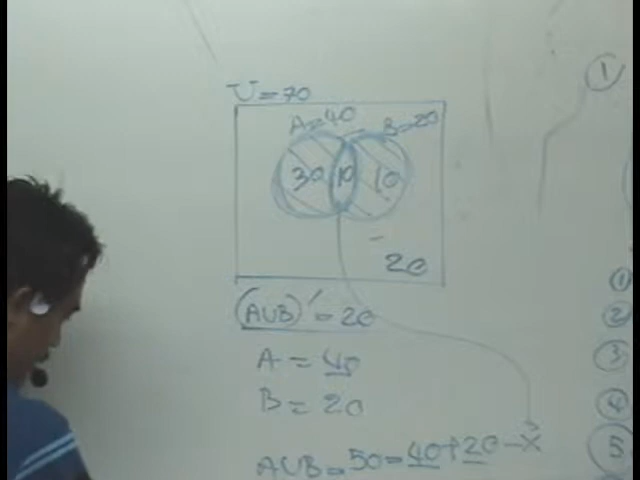 U=70
①
A=40 B=20
30 10 10
20
①
(AUB)'=20
②
A = 40
③
B = 20
④
AUB=50=40+20-X
⑤